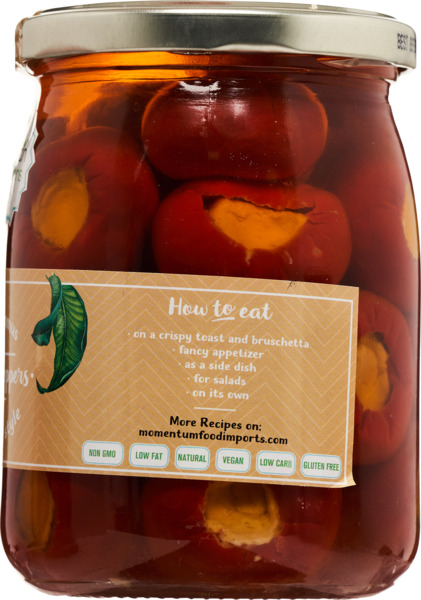 BEST
How to eat
· on a crispy toast and bruschetta
· fancy appetizer
· as a side dish
· for salads
· on its own
More Recipes on:
momentumfoodimports.com
NON GMO
LOW FAT
NATURAL
VEGAN
LOW CARB
GLUTEN FREE